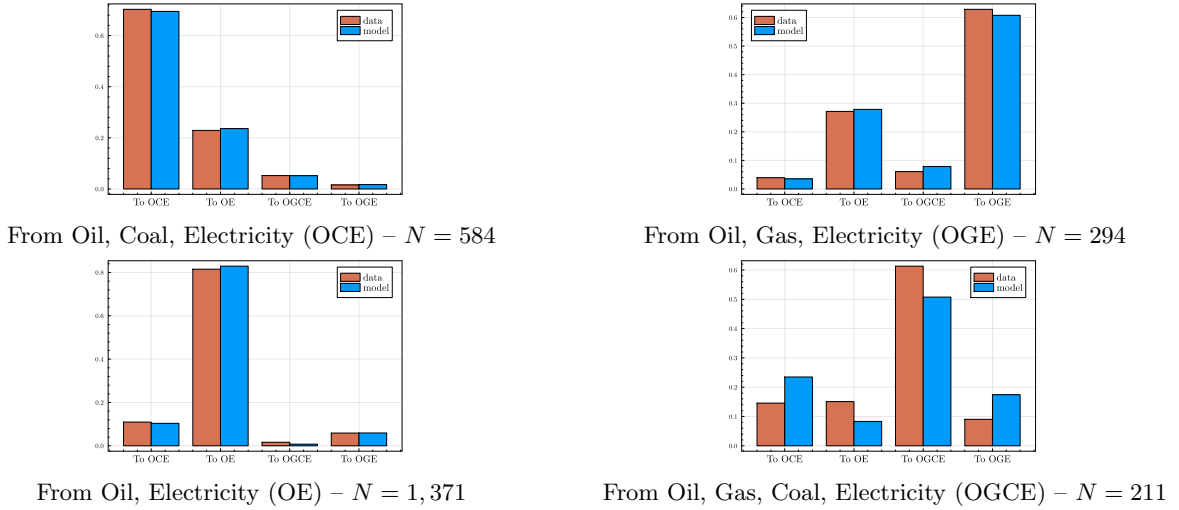 0.6
0.4
0.2
0.0
data
model
To OCE To OE To OGCE To OGE
From Oil, Coal, Electricity (OCE) – N = 584
0.6
0.5
0.4
0.3
0.2
0.1
0.0
data
model
To OCE To OE To OGCE To OGE
From Oil, Gas, Electricity (OGE) – N = 294
0.8
0.6
0.4
0.2
0.0
data
model
To OCE To OE To OGCE To OGE
From Oil, Electricity (OE) – N = 1, 371
0.6
0.5
0.4
0.3
0.2
0.1
0.0
data
model
To OCE To OE To OGCE To OGE
From Oil, Gas, Coal, Electricity (OGCE) – N = 211